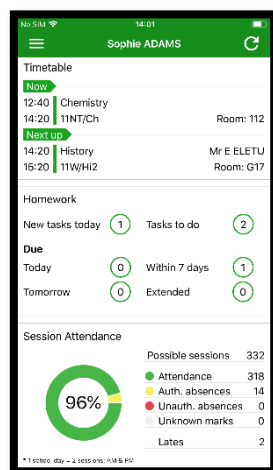 No SIM 14:01
Sophie ADAMS
Timetable
Now
12:40 Chemistry
14:20 11NT/Ch Room: 112
Next up
14:20 History Mr E ELETU
15:20 11W/Hi2 Room: G17
Homework
New tasks today 1 Tasks to do 2
Due
Today 0 Within 7 days 1
Tomorrow 0 Extended 0
Session Attendance
Possible sessions 332
Attendance 318
96%
Auth. absences 14
Unauth. absences 0
Unknown marks 0
Lates 2
* 1 school day = 2 sessions: AM & PM